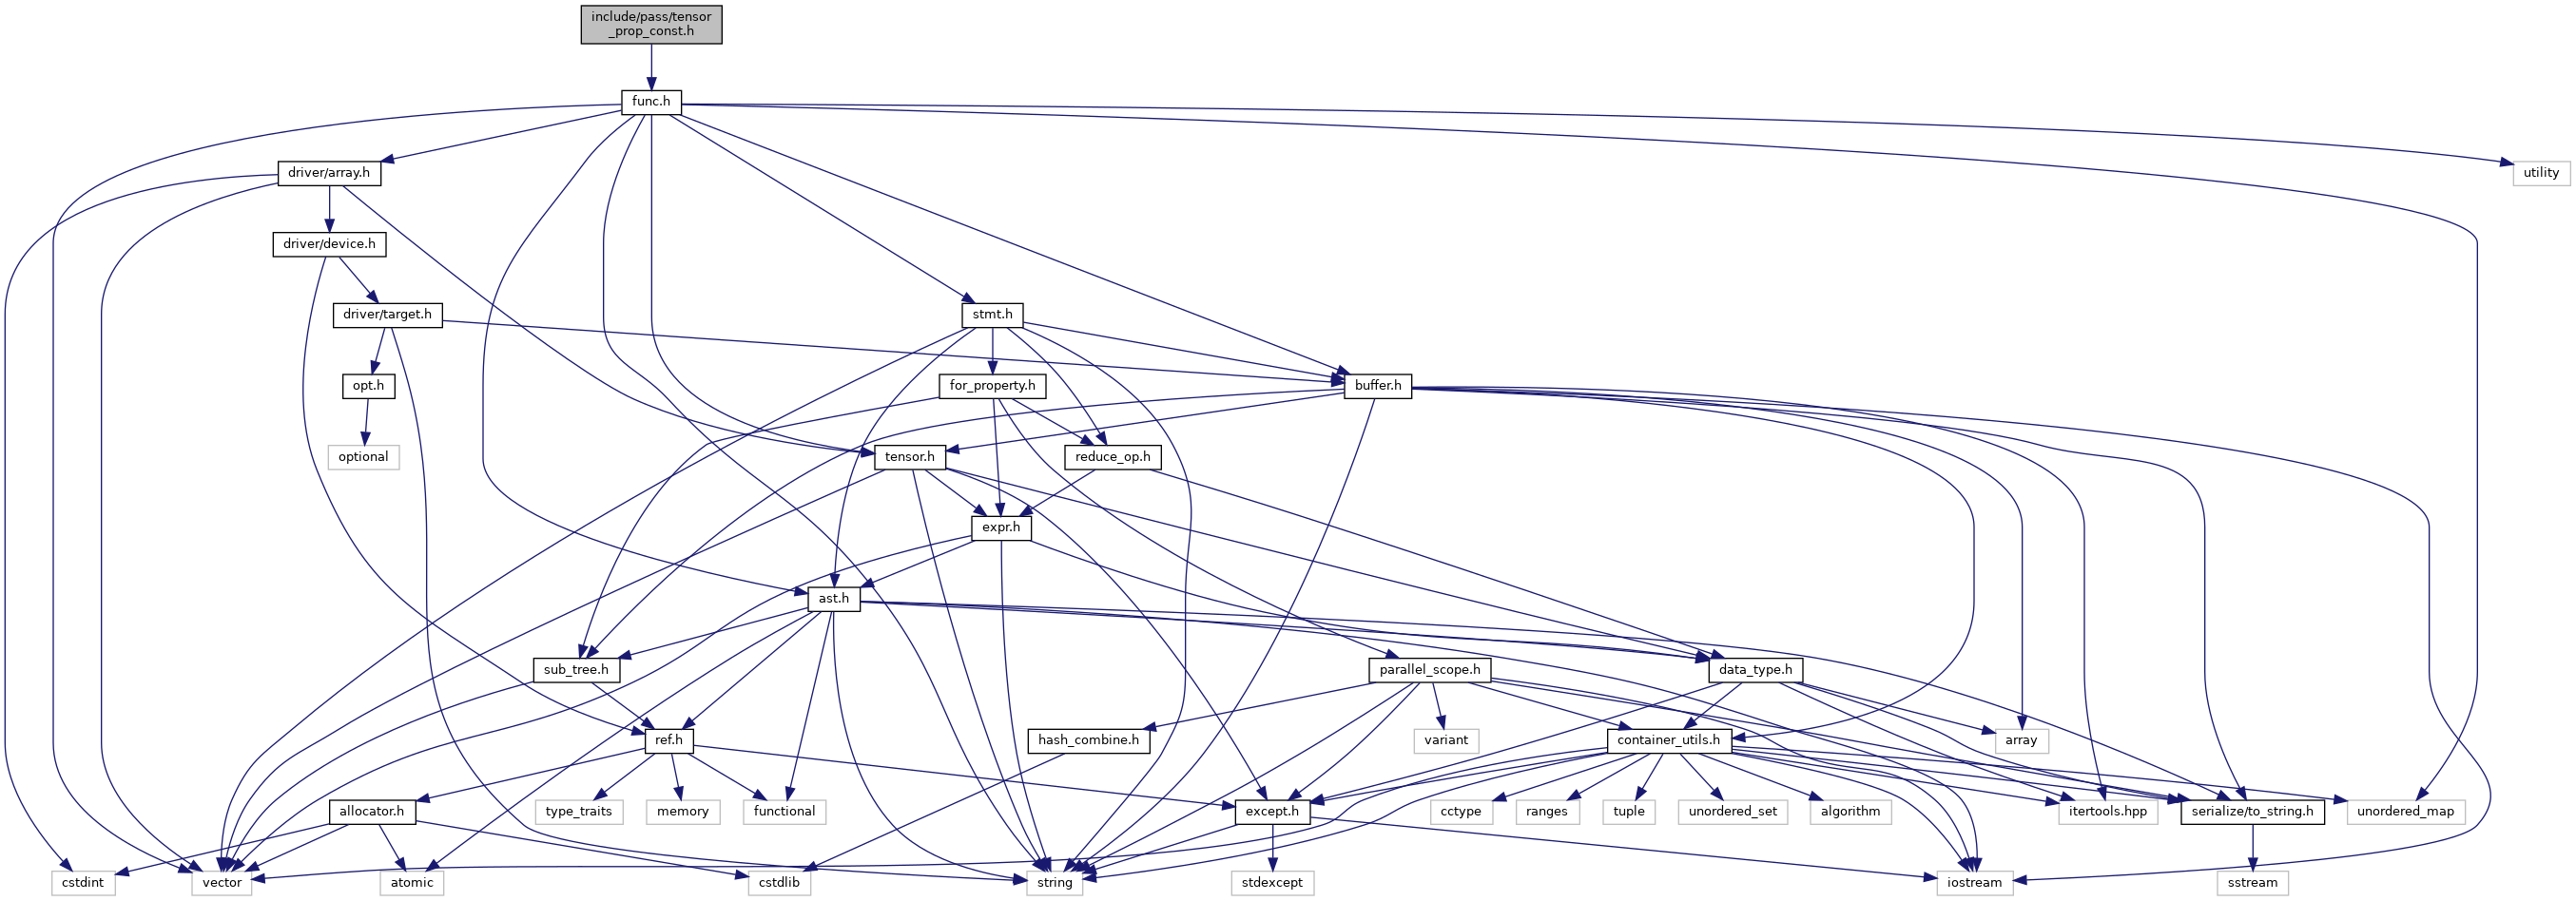 include/pass/tensor
_prop_const.h
func.h
driver/array.h
utility
driver/device.h
driver/target.h
stmt.h
opt.h
for_property.h
buffer.h
optional
tensor.h
reduce_op.h
expr.h
ast.h
sub_tree.h
parallel_scope.h
data_type.h
ref.h
hash_combine.h
variant
container_utils.h
array
allocator.h
type_traits
memory
functional
except.h
cctype
ranges
tuple
unordered_set
algorithm
itertools.hpp
serialize/to_string.h
unordered_map
cstdint
vector
atomic
cstdlib
string
stdexcept
iostream
sstream